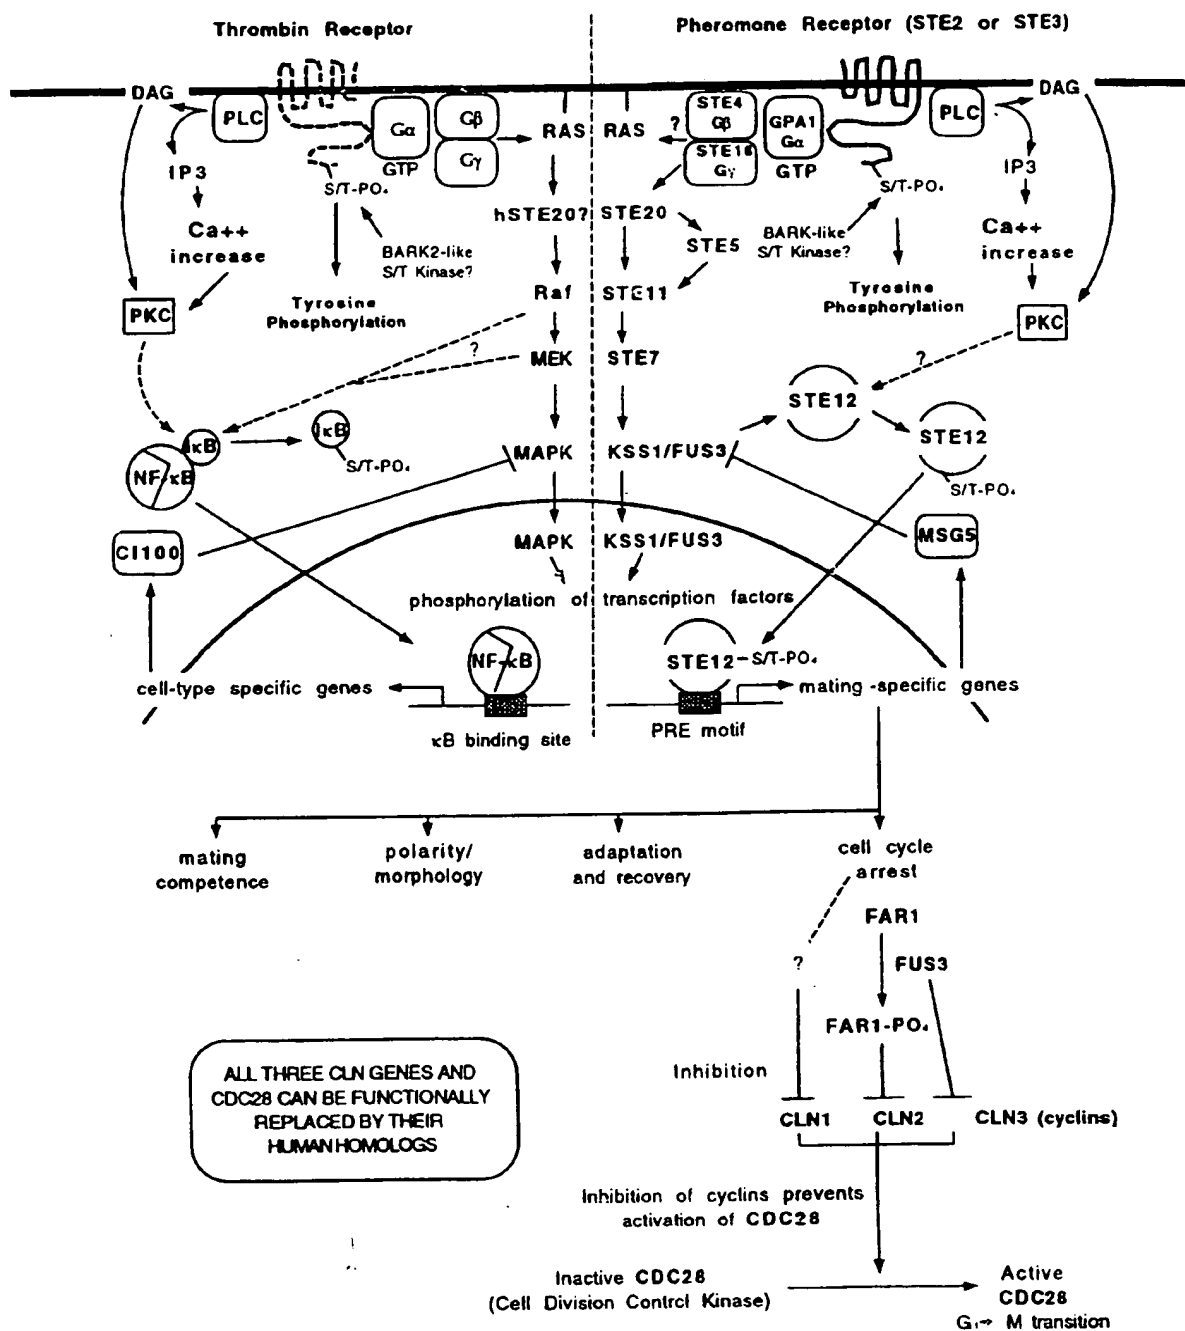 Thrombin Receptor
Pheromone Receptor (STE2 or STE3)
DAG
PLC
Gα
GTP
Gβ
Gγ
RAS
RAS
?
STE4
Gβ
STE18
Gγ
GPA1
Gα
GTP
PLC
DAG
IP3
S/T-PO₄
S/T-PO₄
IP3
Ca++
increase
BARK2-like
S/T Kinase?
hSTE20?
STE20
STE5
BARK-like
S/T Kinase?
Ca++
increase
PKC
Tyrosine
Phosphorylation
Raf
STE11
Tyrosine
Phosphorylation
PKC
?
MEK
STE7
?
STE12
IκB
IκB
S/T-PO₄
NF-κB
MAPK
KSS1/FUS3
STE12
S/T-PO₄
CI100
MAPK
KSS1/FUS3
MSG5
phosphorylation of transcription factors
NF-κB
STE12-S/T-PO₄
cell-type specific genes
mating-specific genes
κB binding site
PRE motif
mating
competence
polarity/
morphology
adaptation
and recovery
cell cycle
arrest
FAR1
?
FUS3
FAR1-PO₄
Inhibition
CLN1
CLN2
CLN3 (cyclins)
ALL THREE CLN GENES AND
CDC28 CAN BE FUNCTIONALLY
REPLACED BY THEIR
HUMAN HOMOLOGS
Inhibition of cyclins prevents
activation of CDC28
Inactive CDC28
(Cell Division Control Kinase)
Active
CDC28
G₁→ M transition